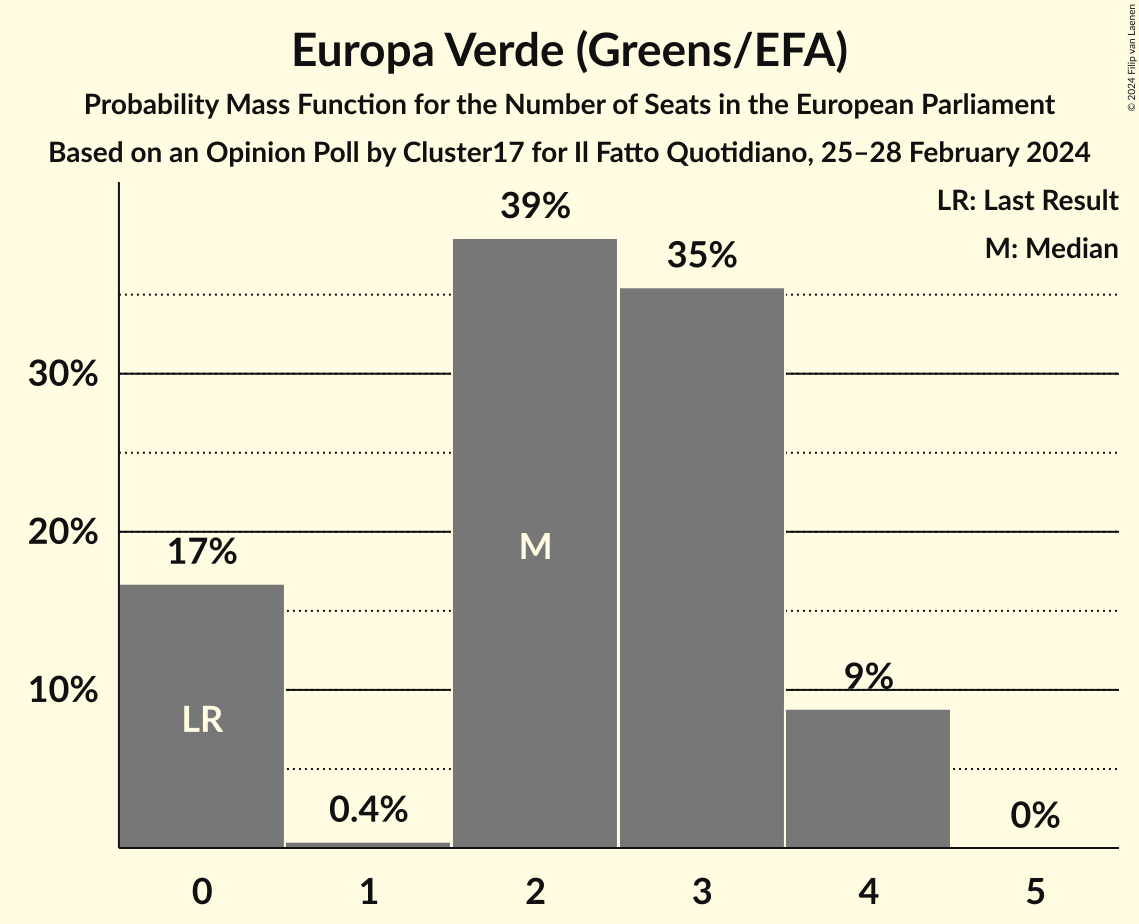 Europa Verde (Greens/EFA)
Probability Mass Function for the Number of Seats in the European Parliament
Based on an Opinion Poll by Cluster17 for Il Fatto Quotidiano, 25–28 February 2024
© 2024 Filip van Laenen
LR: Last Result
M: Median
39%
35%
30%
20%
17%
M
10%
9%
LR
0.4%
0%
0 1 2 3 4 5